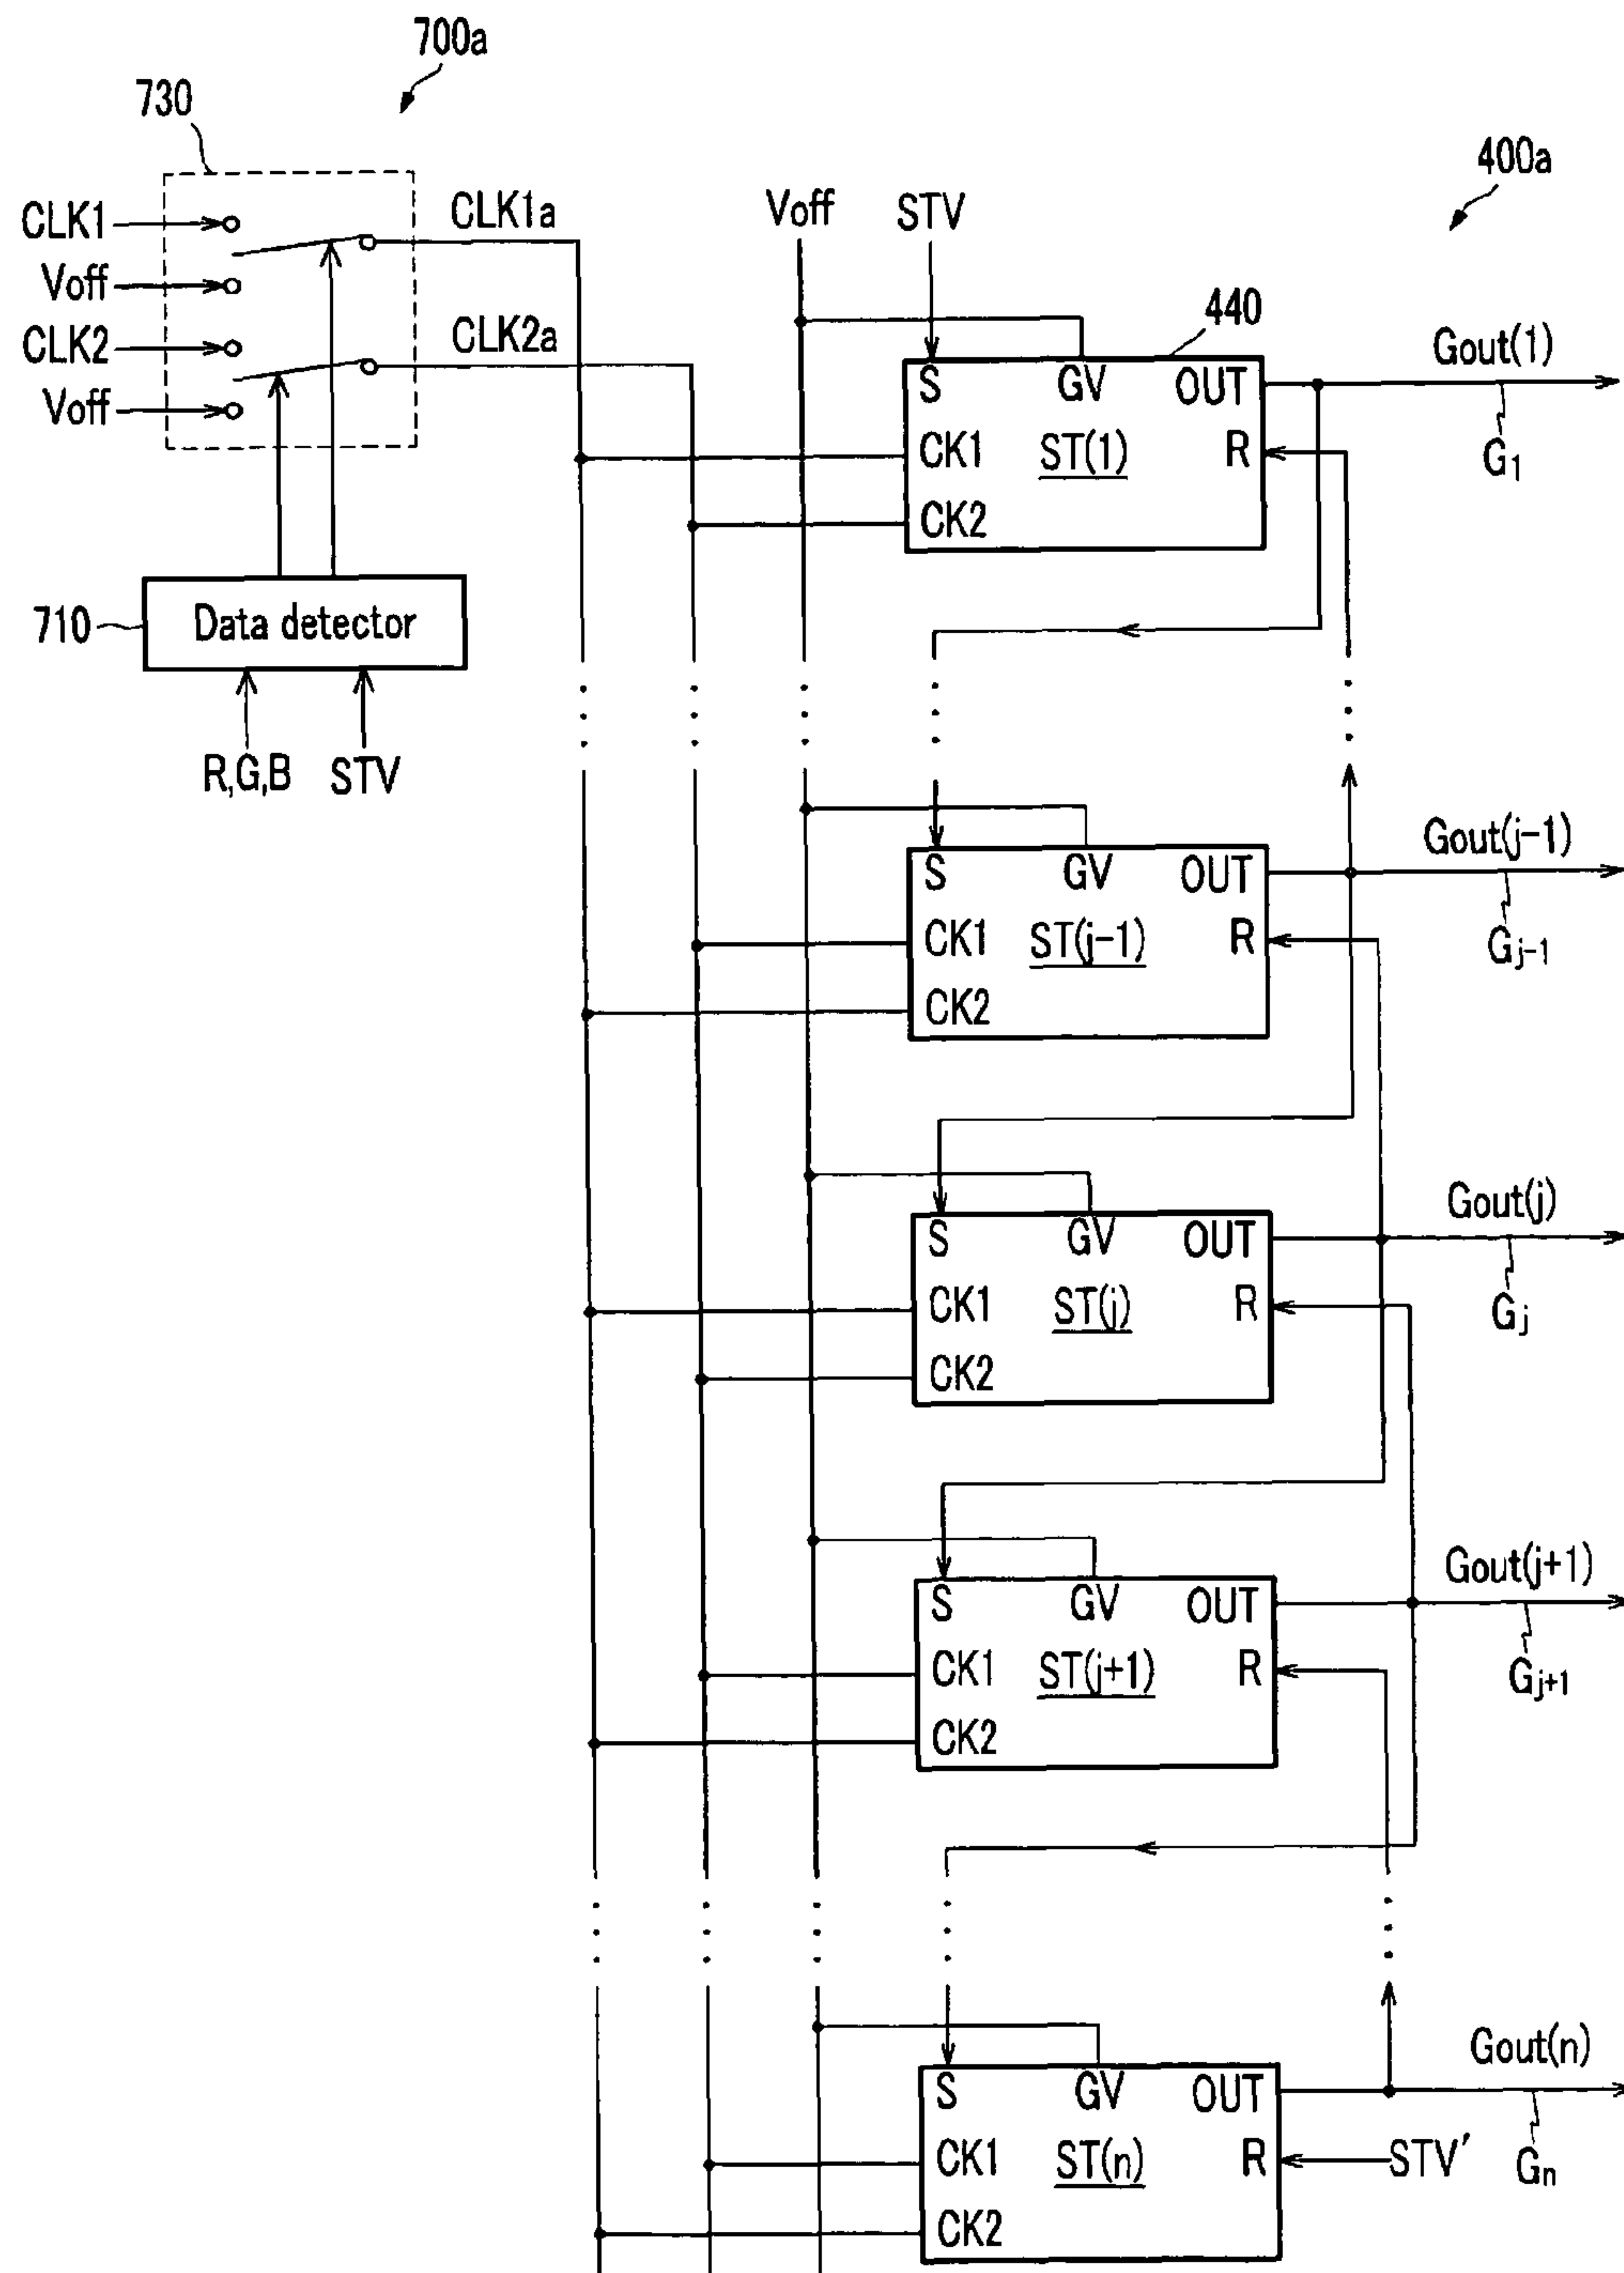 700a
730
400a
CLK1
CLK1a
Voff
STV
Voff
CLK2
CLK2a
440
Gout(1)
Voff
S
GV
OUT
CK1
ST(1)
R
G1
CK2
710
Data detector
R,G,B
STV
Gout(j-1)
S
GV
OUT
CK1
ST(j-1)
R
Gj-1
CK2
Gout(j)
S
GV
OUT
CK1
ST(j)
R
Gj
CK2
Gout(j+1)
S
GV
OUT
CK1
ST(j+1)
R
Gj+1
CK2
Gout(n)
S
GV
OUT
CK1
ST(n)
R
STV'
Gn
CK2